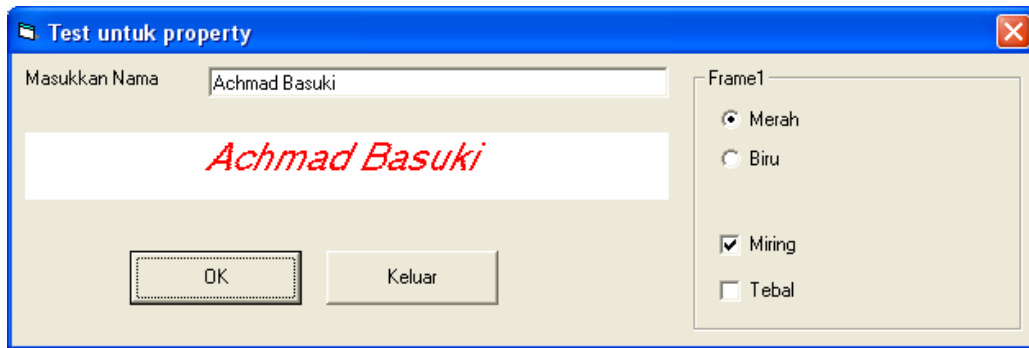 Test untuk property
Masukkan Nama
Achmad Basuki
Achmad Basuki
OK
Keluar
Frame1
Merah
Biru
Miring
Tebal